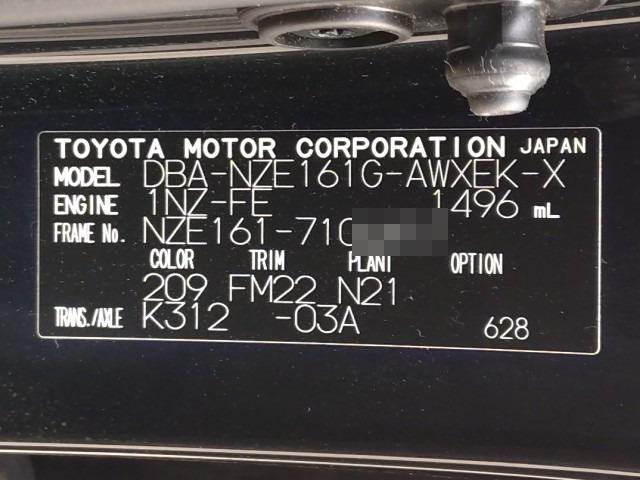 TOYOTA MOTOR CORPORATION JAPAN
MODEL DBA-NZE161G-AWXEK-X
ENGINE 1NZ-FE 1496 mL
FRAME No. NZE161-710
COLOR TRIM PLANT OPTION
209 FM22 N21
TRANS./AXLE K312 -03A 628